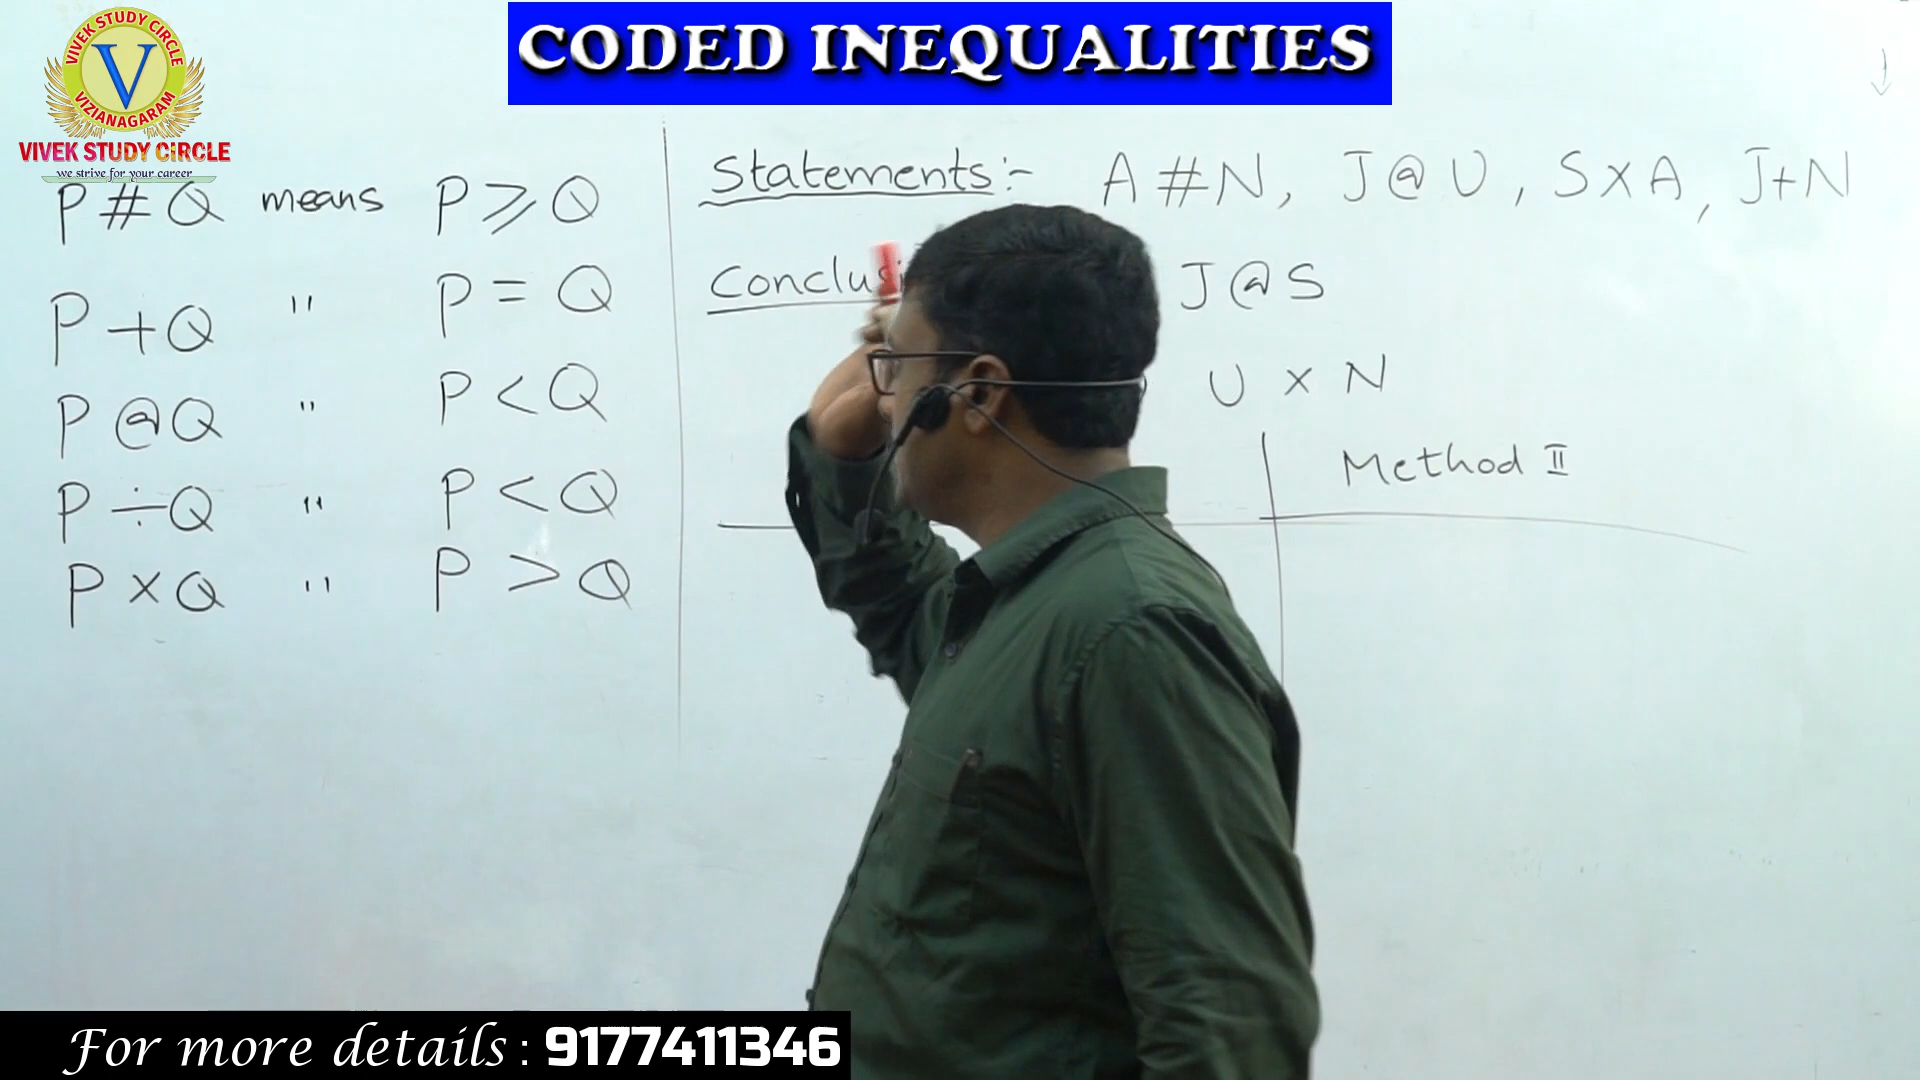 CODED INEQUALITIES
VIVEK STUDY CIRCLE
V
VIZIANAGARAM
VIVEK STUDY CIRCLE
we strive for your career
P # Q means P ⩾ Q
P + Q " P = Q
P @ Q " P < Q
P ÷ Q " P < Q
P × Q " P > Q
Statements:- A # N, J @ U, S × A, J + N
J @ S
U × N
Method II
For more details : 9177411346